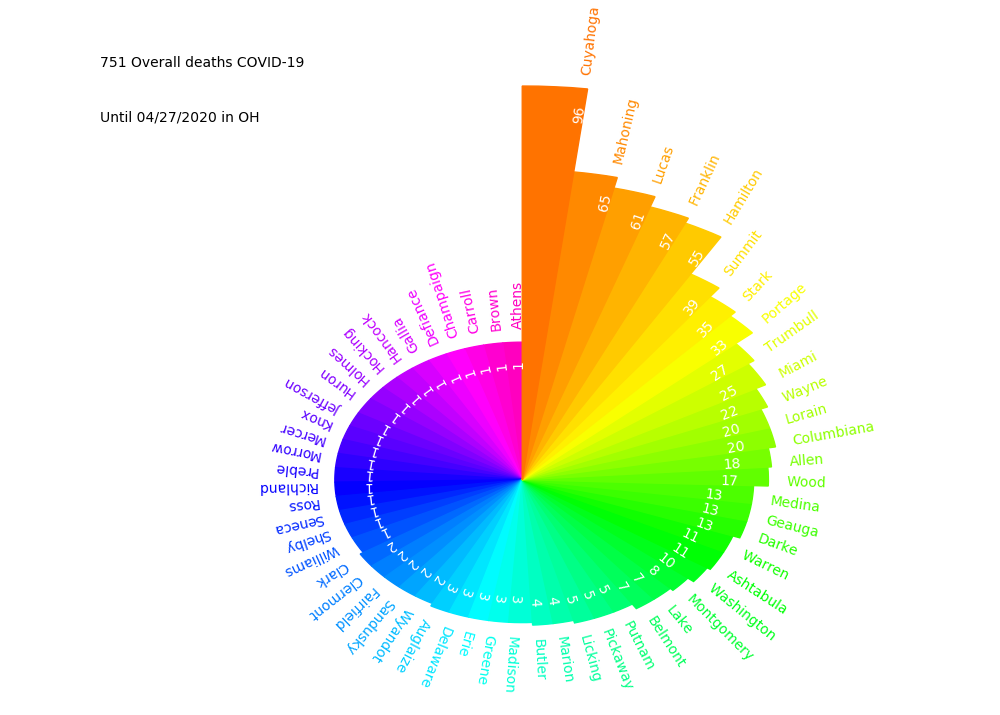 751 Overall deaths COVID-19
Until 04/27/2020 in OH
Cuyahoga
96
Mahoning
65
Lucas
61
Franklin
57
Hamilton
55
Summit
39
Stark
35
Portage
33
Trumbull
27
Miami
25
Wayne
22
Lorain
20
Columbiana
20
Allen
18
Wood
17
Medina
13
Geauga
13
Darke
13
Warren
11
Ashtabula
11
Washington
10
Montgomery
8
Lake
7
Belmont
7
Putnam
5
Pickaway
5
Licking
5
Marion
4
Butler
4
Madison
3
Greene
3
Erie
3
Delaware
3
Auglaize
3
Wyandot
2
Sandusky
2
Fairfield
2
Clermont
2
Clark
2
Williams
1
Shelby
1
Seneca
1
Ross
1
Richland
1
Preble
1
Morrow
1
Mercer
1
Knox
1
Jefferson
1
Huron
1
Holmes
1
Hocking
1
Hancock
1
Gallia
1
Defiance
1
Champaign
1
Carroll
1
Brown
1
Athens
1